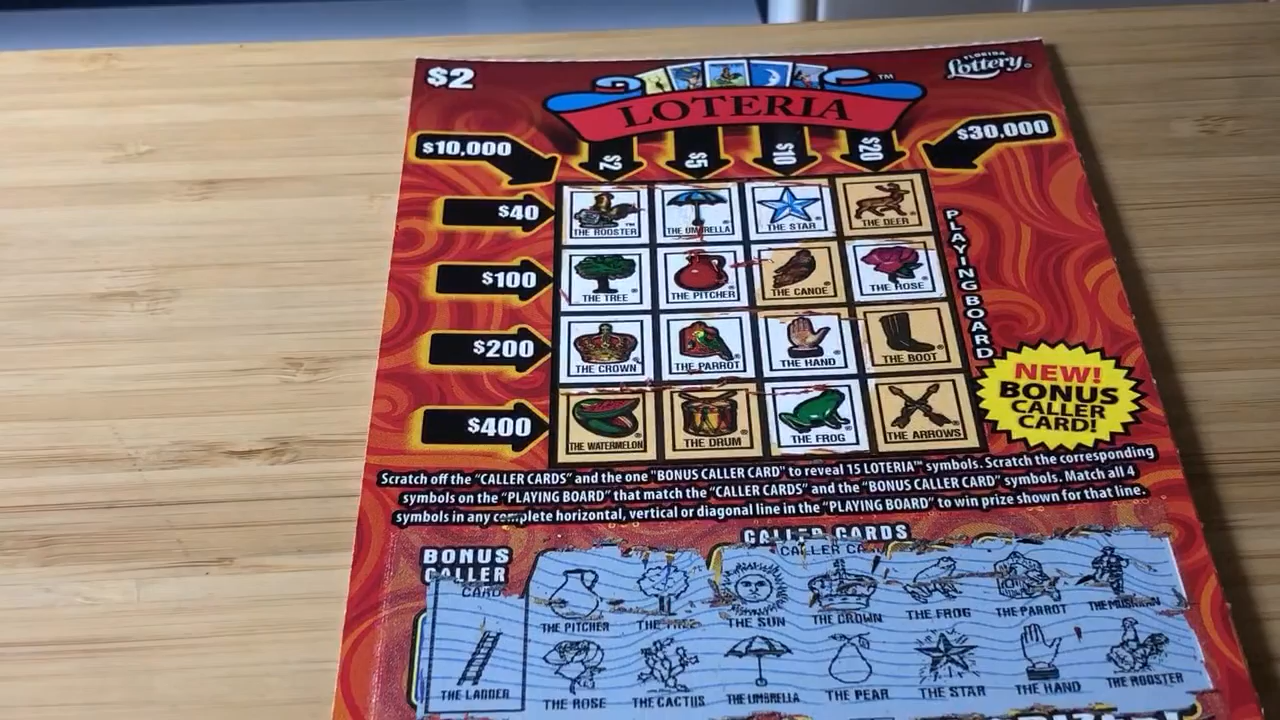 $2
LOTERIA™
FLORIDA Lottery®
$10,000 $2 $5 $10 $20 $30,000
$40 THE ROOSTER™ THE UMBRELLA THE STAR THE DEER
$100 THE TREE THE PITCHER THE CANOE THE ROSE
$200 THE CROWN THE PARROT THE HAND THE BOOT
$400 THE WATERMELON THE DRUM THE FROG THE ARROWS
PLAYING BOARD
NEW!
BONUS
CALLER
CARD!
Scratch off the "CALLER CARDS" and the one "BONUS CALLER CARD" to reveal 15 LOTERIA™ symbols. Scratch the corresponding
symbols on the "PLAYING BOARD" that match the "CALLER CARDS" and the "BONUS CALLER CARD" symbols. Match all 4
symbols in any complete horizontal, vertical or diagonal line in the "PLAYING BOARD" to win prize shown for that line.
CALLER CARDS
BONUS
CALLER
CARD
CALLER CA
THE PITCHER THE TREE THE SUN THE CROWN THE FROG THE PARROT THE MUSICIAN
THE LADDER THE ROSE THE CACTUS THE UMBRELLA THE PEAR THE STAR THE HAND THE ROOSTER